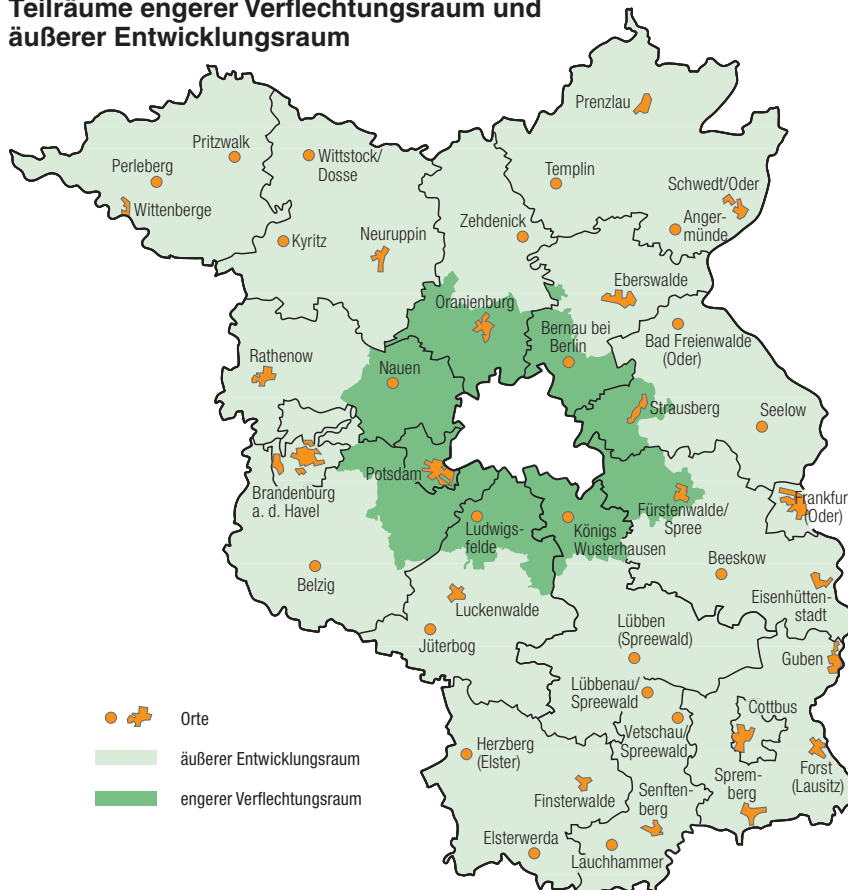 Teilräume engerer Verflechtungsraum und
äußerer Entwicklungsraum
Prenzlau
Pritzwalk
Wittstock/
Dosse
Perleberg
Templin
Schwedt/Oder
Wittenberge
Zehdenick
Anger-
münde
Kyritz
Neuruppin
Eberswalde
Oranienburg
Bernau bei
Berlin
Bad Freienwalde
(Oder)
Rathenow
Nauen
Strausberg
Seelow
Potsdam
Brandenburg
a. d. Havel
Fürstenwalde/
Spree
Frankfur
(Oder)
Ludwigs-
felde
Königs
Wusterhausen
Beeskow
Belzig
Eisenhütten-
stadt
Luckenwalde
Jüterbog
Lübben
(Spreewald)
Guben
Lübbenau/
Spreewald
Cottbus
Vetschau/
Spreewald
Orte
äußerer Entwicklungsraum
engerer Verflechtungsraum
Herzberg
(Elster)
Forst
(Lausitz)
Sprem-
berg
Finsterwalde
Senften-
berg
Elsterwerda
Lauchhammer